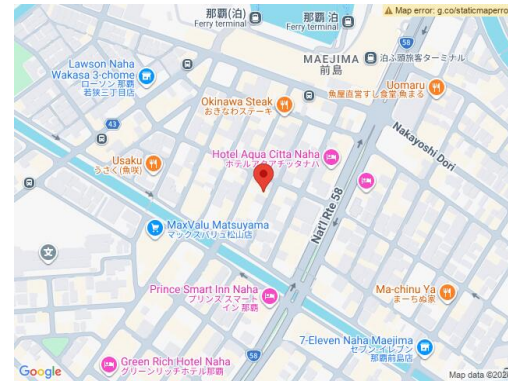 那覇(泊)
Ferry terminal
那覇 泊
Ferry terminal
Map error: g.co/staticmaperro
58
MAEJIMA
前島
泊ふ頭旅客ターミナル
Lawson Naha
Wakasa 3-chome
ローソン 那覇
若狭三丁目店
Uomaru
魚屋直営すし食堂 魚まる
Okinawa Steak
おきなわステーキ
43
Nakayoshi Dori
Hotel Aqua Citta Naha
ホテルアクアチッタナハ
Usaku
うさく(魚咲)
Nat'l Rte 58
MaxValu Matsuyama
マックスバリュ松山店
文
Prince Smart Inn Naha
プリンス スマート
イン 那覇
Ma-chinu Ya
まーちぬ家
7-Eleven Naha Maejima
セブン-イレブン
那覇前島店
58
Green Rich Hotel Naha
グリーンリッチホテル那覇
Google
Map data ©202